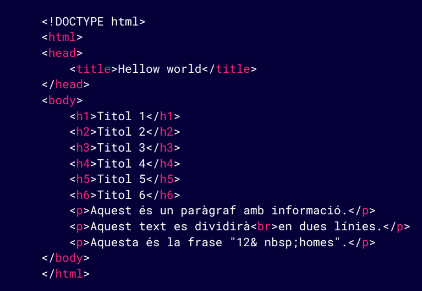 <!DOCTYPE html>
<html>
<head>
<title>Hellow world</title>
</head>
<body>
<h1>Titol 1</h1>
<h2>Titol 2</h2>
<h3>Titol 3</h3>
<h4>Titol 4</h4>
<h5>Titol 5</h5>
<h6>Titol 6</h6>
<p>Aquest és un paràgraf amb informació.</p>
<p>Aquest text es dividirà<br>en dues línies.</p>
<p>Aquesta és la frase "12& nbsp;homes".</p>
</body>
</html>